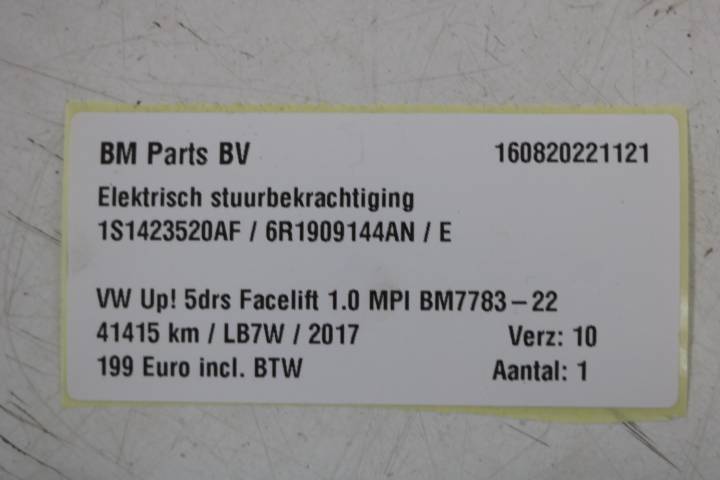 BM Parts BV 160820221121
Elektrisch stuurbekrachtiging
1S1423520AF / 6R1909144AN / E
VW Up! 5drs Facelift 1.0 MPI BM7783-22
41415 km / LB7W / 2017 Verz: 10
199 Euro incl. BTW Aantal: 1